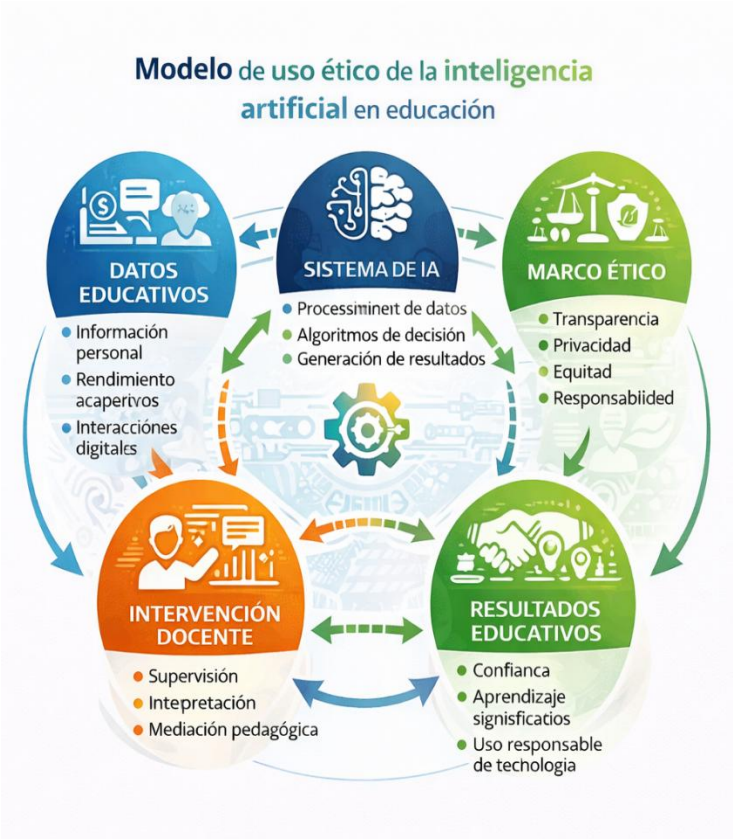 Modelo de uso ético de la inteligencia
artificial en educación
DATOS
EDUCATIVOS
Información
personal
Rendimiento
acaperivos
Interacciónes
digitales
SISTEMA DE IA
Processiminert de datos
Algoritmos de decisión
Generación de resultados
MARCO ÉTICO
Transparencia
Privacidad
Equitad
Responsabiiided
INTERVENCIÓN
DOCENTE
Supervisión
Intepretación
Mediación pedagógica
RESULTADOS
EDUCATIVOS
Confianca
Aprendizaje
signisficatios
Uso responsable
de techologia